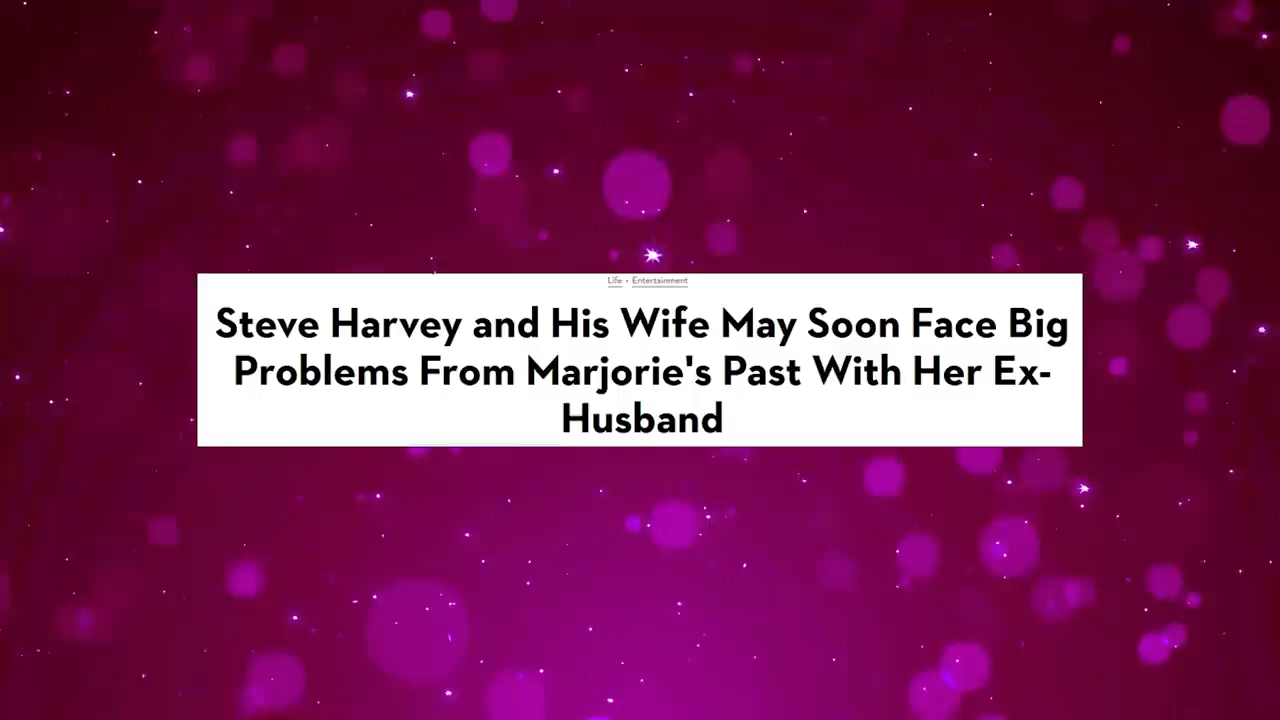 Life • Entertainment
Steve Harvey and His Wife May Soon Face Big
Problems From Marjorie's Past With Her Ex-
Husband